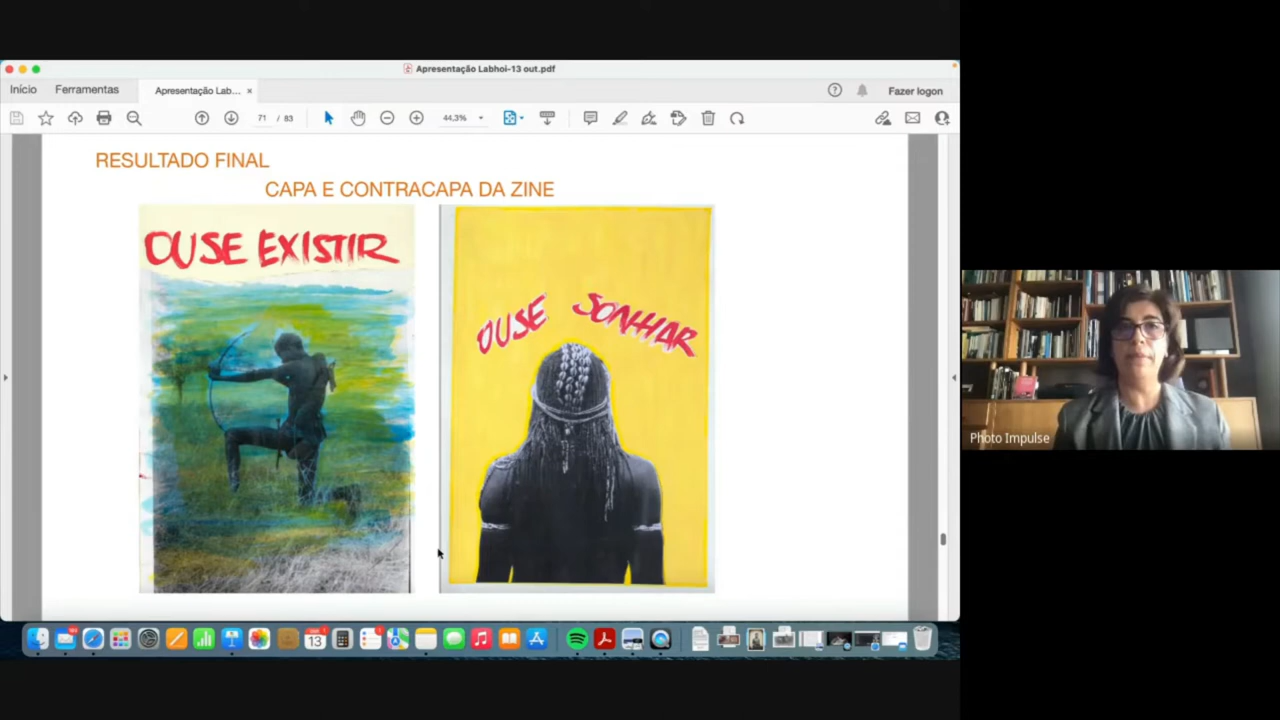 Apresentação Labhoi-13 out.pdf
Início
Ferramentas
Apresentação Lab...
Fazer logon
71 / 83
44,3%
RESULTADO FINAL
CAPA E CONTRACAPA DA ZINE
OUSE EXISTIR
OUSE SONHAR
Photo Impulse
13